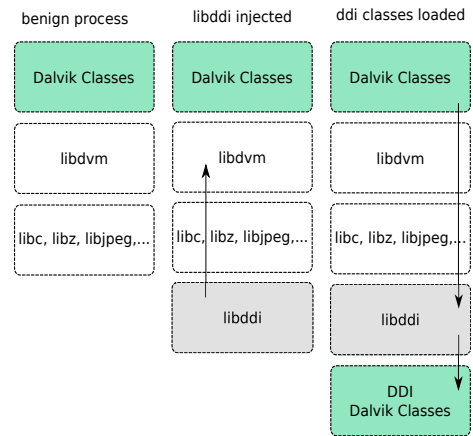 benign process
Dalvik Classes
libdvm
libc, libz, libjpeg,...
libddi injected
Dalvik Classes
libdvm
libc, libz, libjpeg,...
libddi
ddi classes loaded
Dalvik Classes
libdvm
libc, libz, libjpeg,...
libddi
DDI
Dalvik Classes